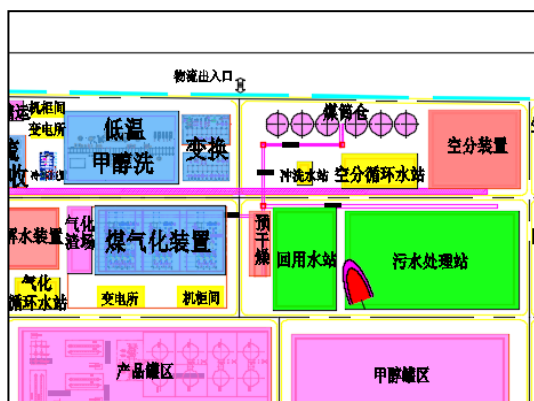 物流出入口
机柜间
变电所
低温
甲醇洗
变换
煤筒仓
冲洗水站
空分循环水站
空分装置
收
水装置
气化
渣场
煤气化装置
预干燥
回用水站
污水处理站
气化
循环水站
变电所
机柜间
产品罐区
甲醇罐区